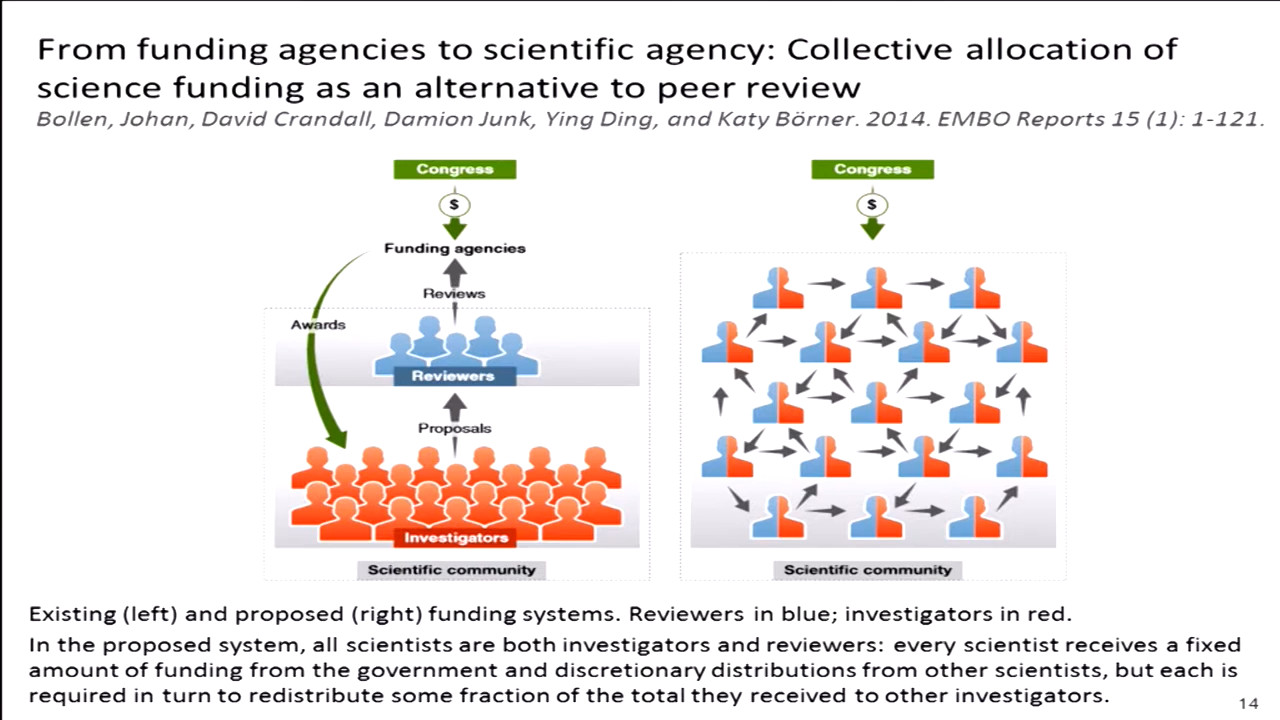 From funding agencies to scientific agency: Collective allocation of
science funding as an alternative to peer review
Bollen, Johan, David Crandall, Damion Junk, Ying Ding, and Katy Börner. 2014. EMBO Reports 15 (1): 1-121.
Congress
$
Funding agencies
Reviews
Awards
Reviewers
Proposals
Investigators
Scientific community
Congress
$
Scientific community
Existing (left) and proposed (right) funding systems. Reviewers in blue; investigators in red.
In the proposed system, all scientists are both investigators and reviewers: every scientist receives a fixed
amount of funding from the government and discretionary distributions from other scientists, but each is
required in turn to redistribute some fraction of the total they received to other investigators.
14